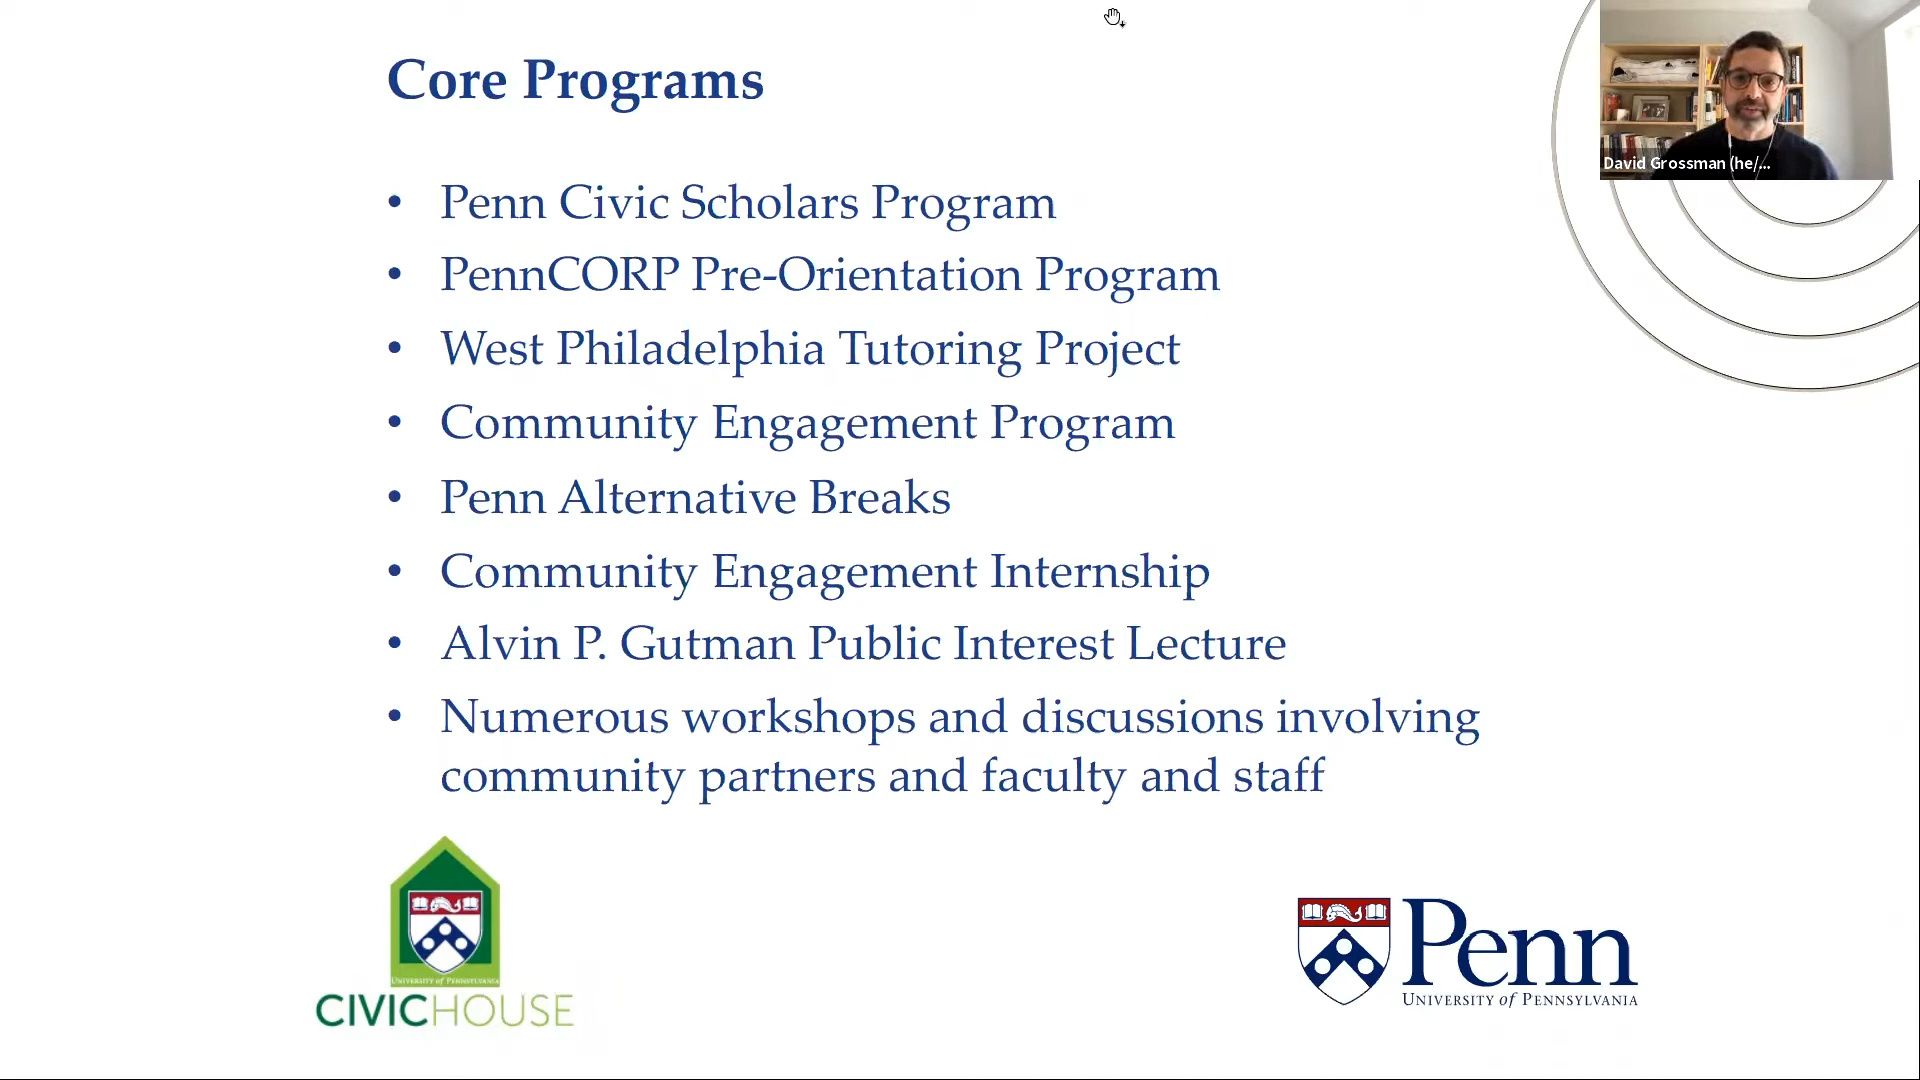 Core Programs
David Grossman (he/...
• Penn Civic Scholars Program
• PennCORP Pre-Orientation Program
• West Philadelphia Tutoring Project
• Community Engagement Program
• Penn Alternative Breaks
• Community Engagement Internship
• Alvin P. Gutman Public Interest Lecture
• Numerous workshops and discussions involving
community partners and faculty and staff
UNIVERSITY of PENNSYLVANIA
CIVICHOUSE
Penn
UNIVERSITY of PENNSYLVANIA